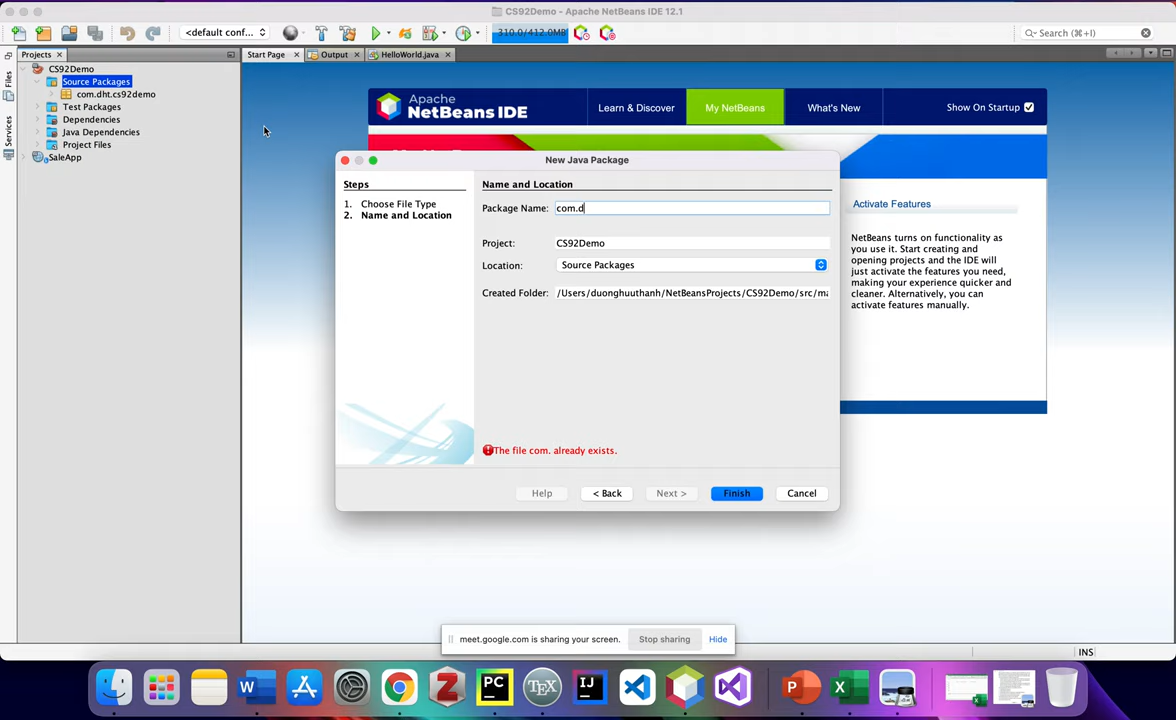 CS92Demo - Apache NetBeans IDE 12.1
<default conf...
310.0/412.0MB
Search (⌘+I)
Projects
Start Page
Output
HelloWorld.java
Files
Services
CS92Demo
Source Packages
com.dht.cs92demo
Test Packages
Dependencies
Java Dependencies
Project Files
SaleApp
Apache
NetBeans IDE
Learn & Discover
My NetBeans
What's New
Show On Startup
New Java Package
Steps
1. Choose File Type
2. Name and Location
Name and Location
Package Name: com.d
Project: CS92Demo
Location: Source Packages
Created Folder: /Users/duonghuuthanh/NetBeansProjects/CS92Demo/src/ma
The file com. already exists.
Help
< Back
Next >
Finish
Cancel
Activate Features
NetBeans turns on functionality as
you use it. Start creating and
opening projects and the IDE will
just activate the features you need,
making your experience quicker and
cleaner. Alternatively, you can
activate features manually.
meet.google.com is sharing your screen.
Stop sharing
Hide
INS
W
Z
PC
TEX
IJ
P
X